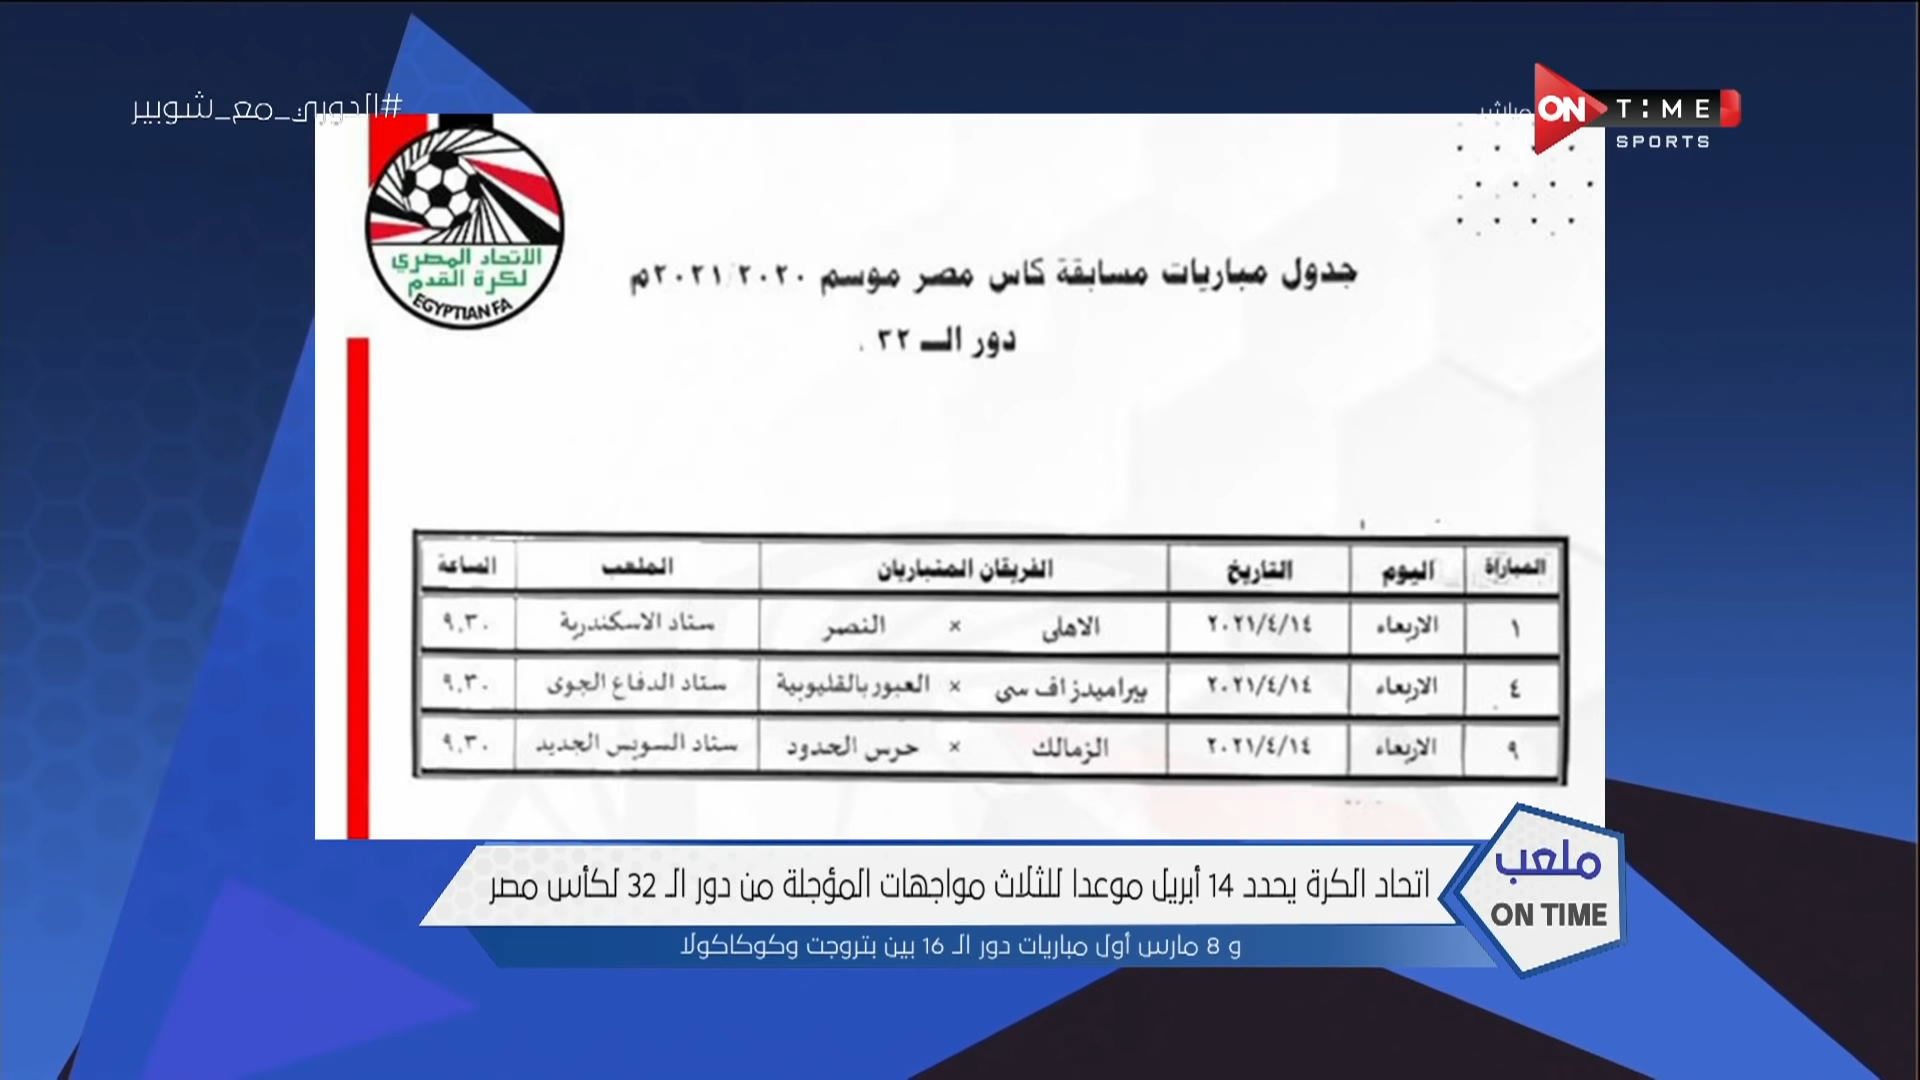 #الدوري_مع_شوبير
مباشر
ON TIME
SPORTS
الاتحاد المصري
لكرة القدم
EGYPTIAN FA
جدول مباريات مسابقة كاس مصر موسم ٢٠٢١/٢٠٢٠م
دور الــ ٣٢ .
المباراة اليوم التاريخ الفريقان المتباريان الملعب الساعة
١ الاربعاء ٢٠٢١/٤/١٤ الاهلى × النصر ستاد الاسكندرية ٩.٣٠
٤ الاربعاء ٢٠٢١/٤/١٤ بيراميدز اف سى × العبور بالقليوبية ستاد الدفاع الجوى ٩.٣٠
٩ الاربعاء ٢٠٢١/٤/١٤ الزمالك × حرس الحدود ستاد السويس الجديد ٩.٣٠
ملعب
ON TIME
اتحاد الكرة يحدد 14 أبريل موعدا للثلاث مواجهات المؤجلة من دور الـ 32 لكأس مصر
و 8 مارس أول مباريات دور الـ 16 بين بتروجت وكوكاكولا